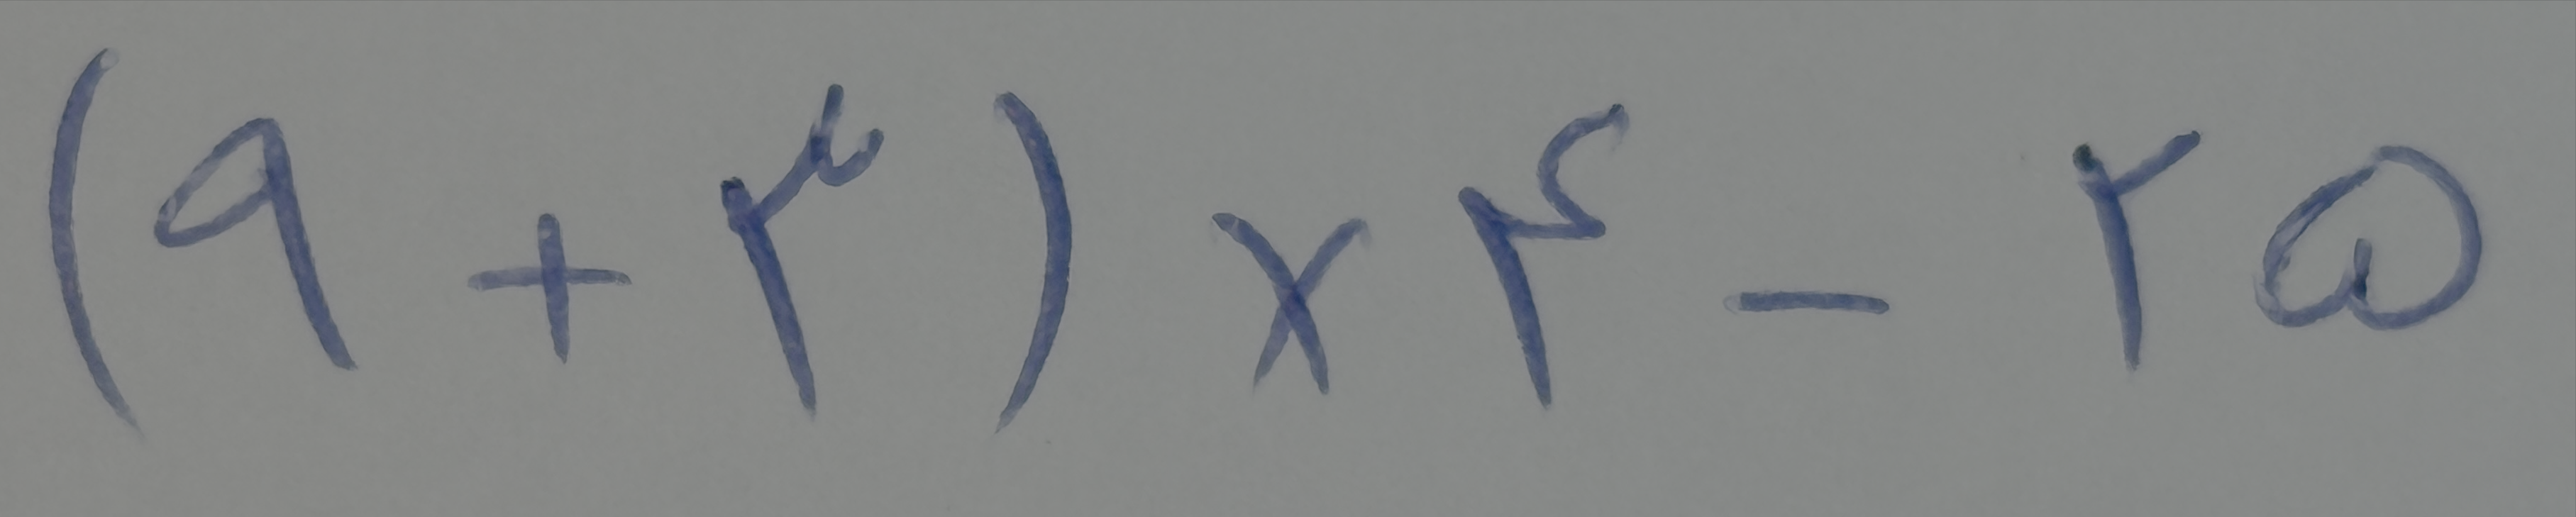 (۹ + ۳) × ۴ - ۲۵